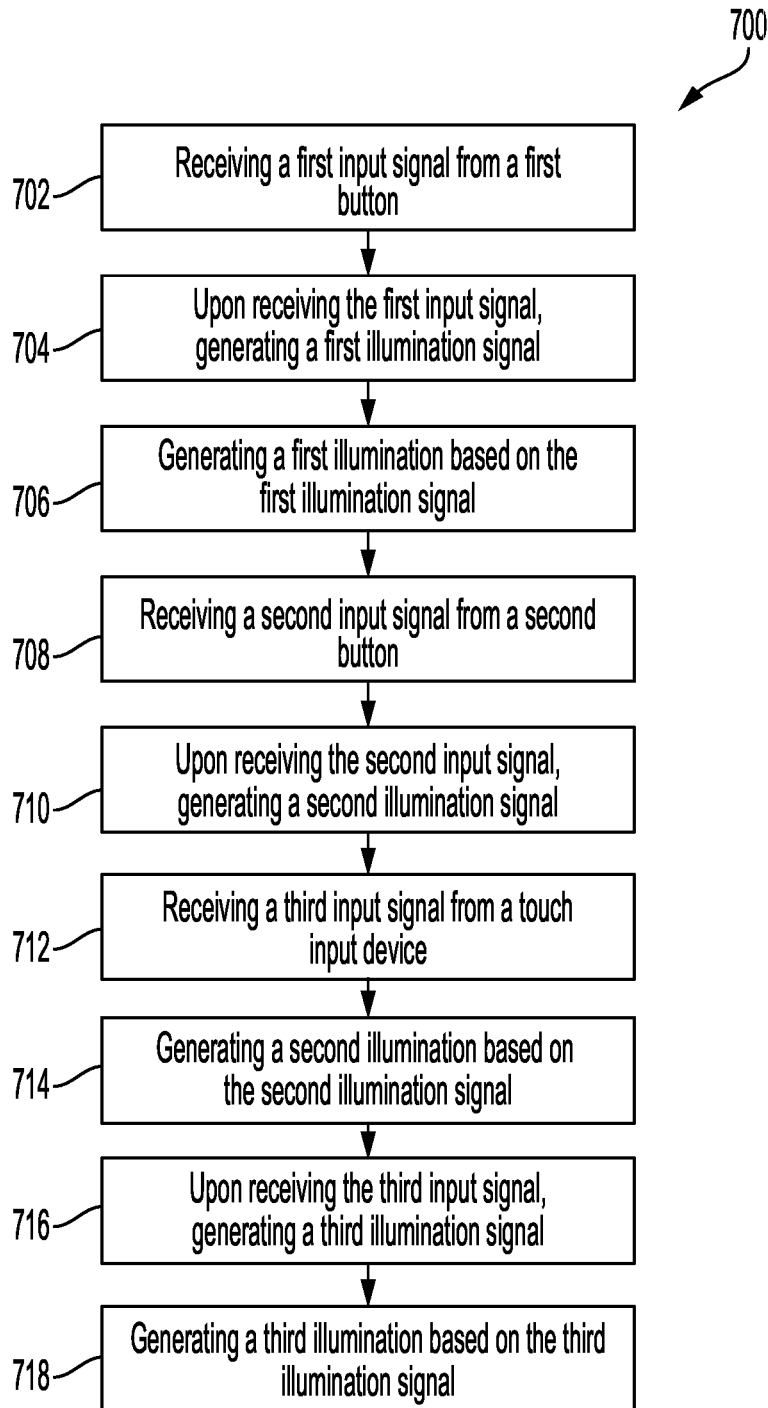 700
702
Receiving a first input signal from a first
button
704
Upon receiving the first input signal,
generating a first illumination signal
706
Generating a first illumination based on the
first illumination signal
708
Receiving a second input signal from a second
button
710
Upon receiving the second input signal,
generating a second illumination signal
712
Receiving a third input signal from a touch
input device
714
Generating a second illumination based on
the second illumination signal
716
Upon receiving the third input signal,
generating a third illumination signal
718
Generating a third illumination based on the third
illumination signal